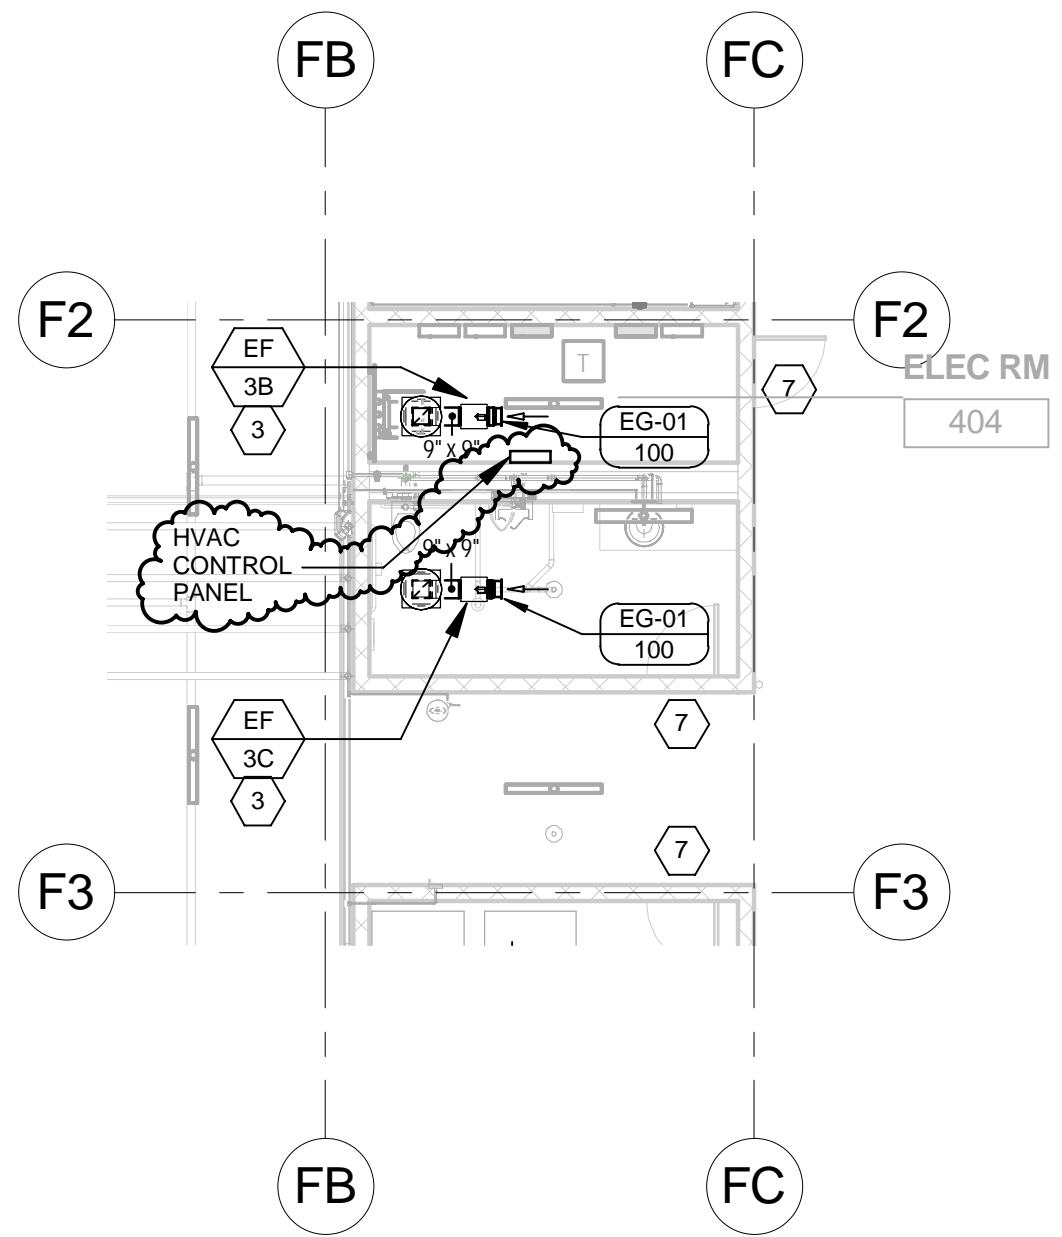 FB
FC
F2
F2
EF
3B
3
7
ELEC RM
404
T
EG-01
100
9" x 9"
HVAC
CONTROL
PANEL
9" x 9"
EG-01
100
EF
3C
3
7
7
F3
F3
FB
FC